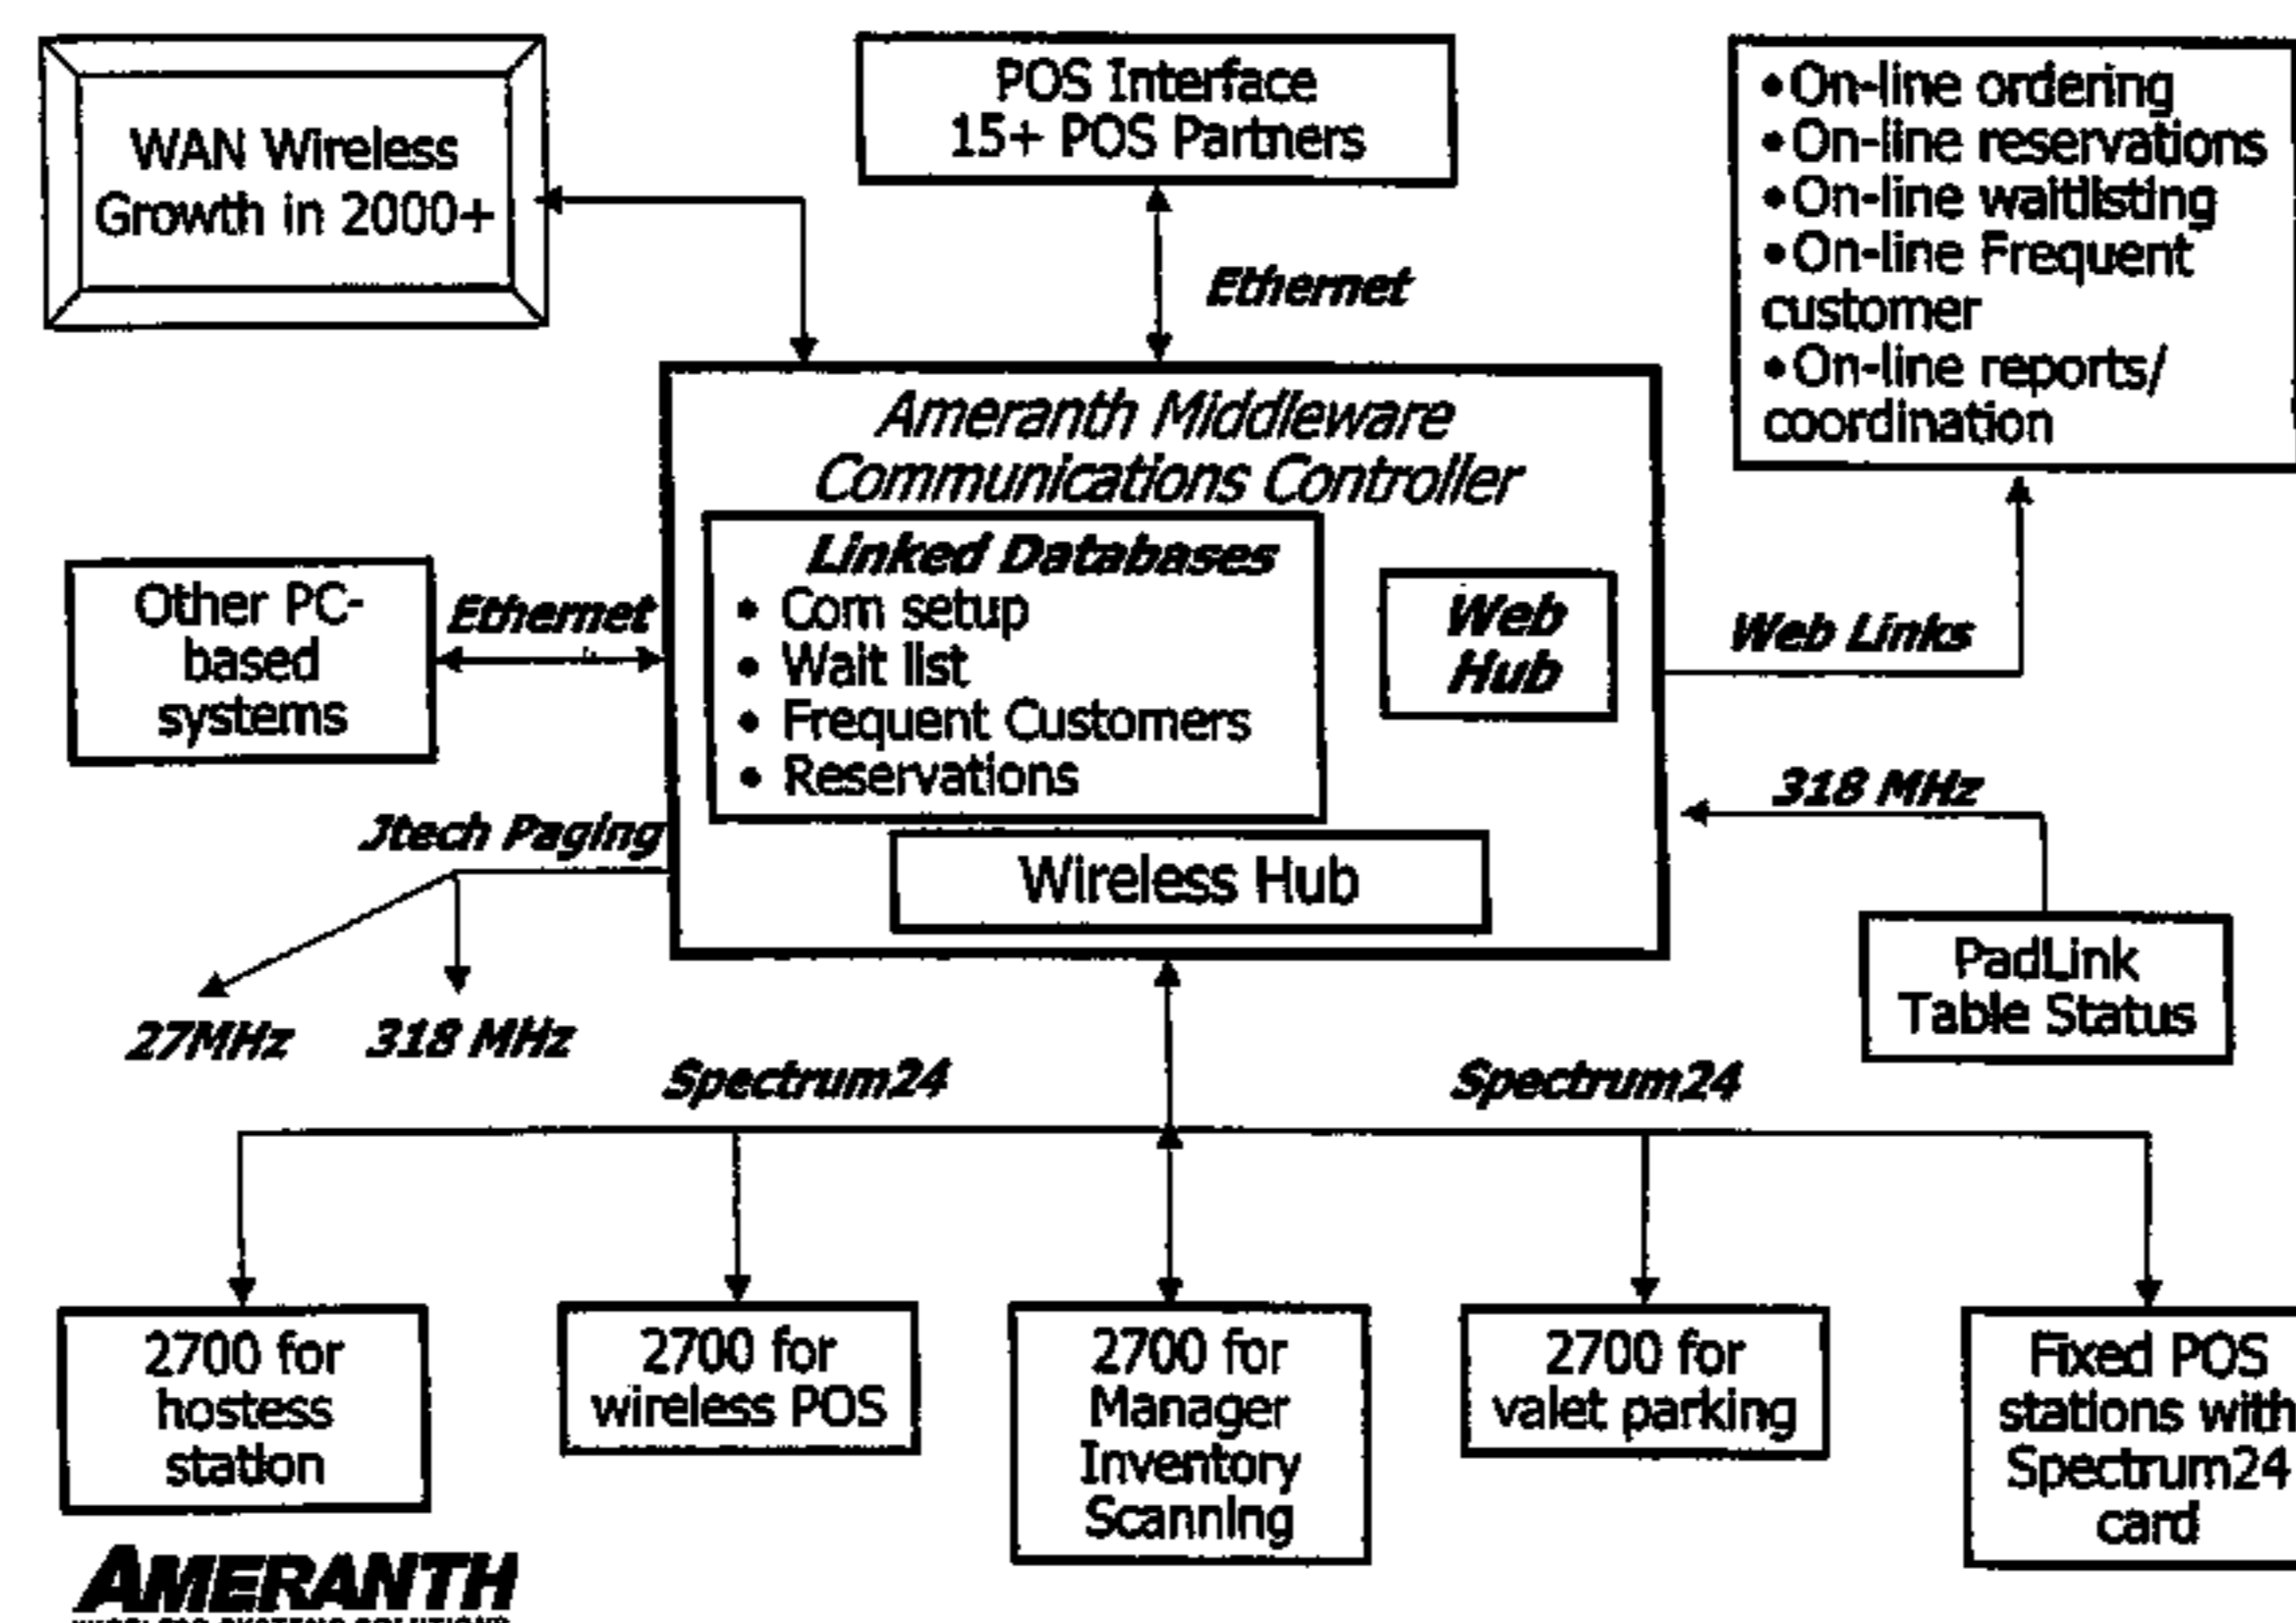 WAN Wireless
Growth in 2000+
POS Interface
15+ POS Partners
• On-line ordering
• On-line reservations
• On-line waitlisting
• On-line Frequent
customer
• On-line reports/
coordination
Ethernet
Ameranth Middleware
Communications Controller
Linked Databases
• Com setup
• Wait list
• Frequent Customers
• Reservations
Web
Hub
Wireless Hub
Other PC-
based
systems
Ethernet
Web Links
Jtech Paging
318 MHz
27MHz
318 MHz
PadLink
Table Status
Spectrum24
Spectrum24
2700 for
hostess
station
2700 for
wireless POS
2700 for
Manager
Inventory
Scanning
2700 for
valet parking
Fixed POS
stations with
Spectrum24
card
AMERANTH